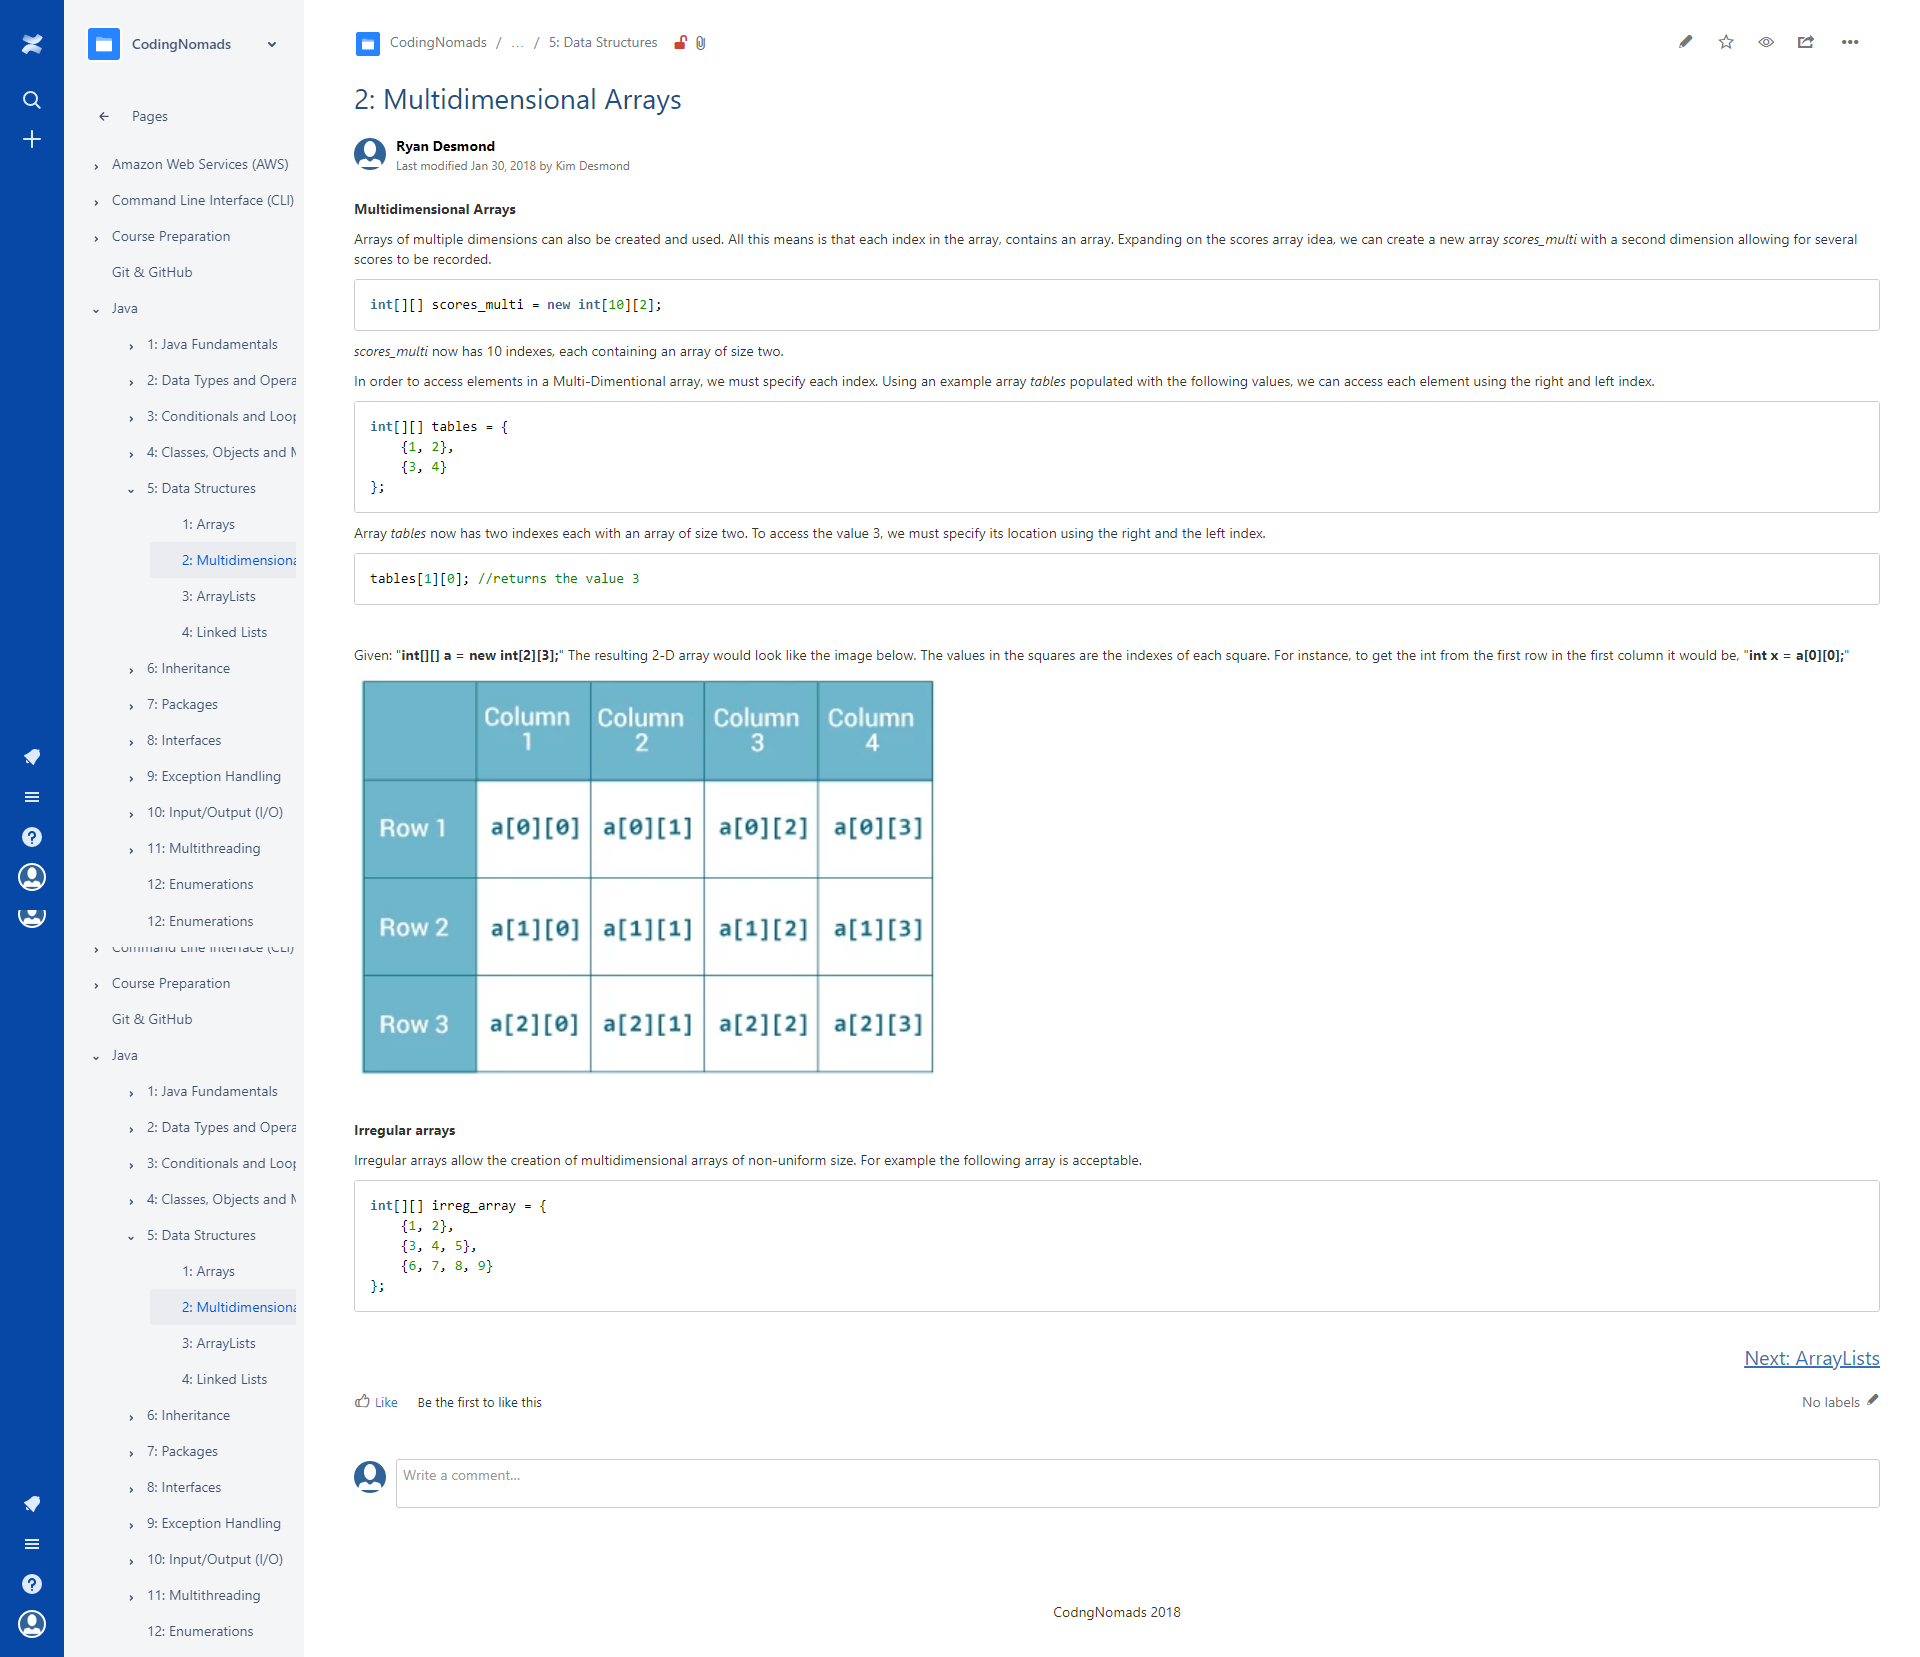 CodingNomads
Pages
Amazon Web Services (AWS)
Command Line Interface (CLI)
Course Preparation
Git & GitHub
Java
1: Java Fundamentals
2: Data Types and Opera
3: Conditionals and Loop
4: Classes, Objects and M
5: Data Structures
1: Arrays
2: Multidimensiona
3: ArrayLists
4: Linked Lists
6: Inheritance
7: Packages
8: Interfaces
9: Exception Handling
10: Input/Output (I/O)
11: Multithreading
12: Enumerations
12: Enumerations
Command Line Interface (CLI)
Course Preparation
Git & GitHub
Java
1: Java Fundamentals
2: Data Types and Opera
3: Conditionals and Loop
4: Classes, Objects and M
5: Data Structures
1: Arrays
2: Multidimensiona
3: ArrayLists
4: Linked Lists
6: Inheritance
7: Packages
8: Interfaces
9: Exception Handling
10: Input/Output (I/O)
11: Multithreading
12: Enumerations
CodingNomads / ... / 5: Data Structures
2: Multidimensional Arrays
Ryan Desmond
Last modified Jan 30, 2018 by Kim Desmond
Multidimensional Arrays
Arrays of multiple dimensions can also be created and used. All this means is that each index in the array, contains an array. Expanding on the scores array idea, we can create a new array scores_multi with a second dimension allowing for several
scores to be recorded.
int[][] scores_multi = new int[10][2];
scores_multi now has 10 indexes, each containing an array of size two.
In order to access elements in a Multi-Dimentional array, we must specify each index. Using an example array tables populated with the following values, we can access each element using the right and left index.
int[][] tables = {
{1, 2},
{3, 4}
};
Array tables now has two indexes each with an array of size two. To access the value 3, we must specify its location using the right and the left index.
tables[1][0]; //returns the value 3
Given: "int[][] a = new int[2][3];" The resulting 2-D array would look like the image below. The values in the squares are the indexes of each square. For instance, to get the int from the first row in the first column it would be, "int x = a[0][0];"
Column 1 Column 2 Column 3 Column 4
Row 1 a[0][0] a[0][1] a[0][2] a[0][3]
Row 2 a[1][0] a[1][1] a[1][2] a[1][3]
Row 3 a[2][0] a[2][1] a[2][2] a[2][3]
Irregular arrays
Irregular arrays allow the creation of multidimensional arrays of non-uniform size. For example the following array is acceptable.
int[][] irreg_array = {
{1, 2},
{3, 4, 5},
{6, 7, 8, 9}
};
Next: ArrayLists
Like Be the first to like this
No labels
Write a comment...
CodngNomads 2018